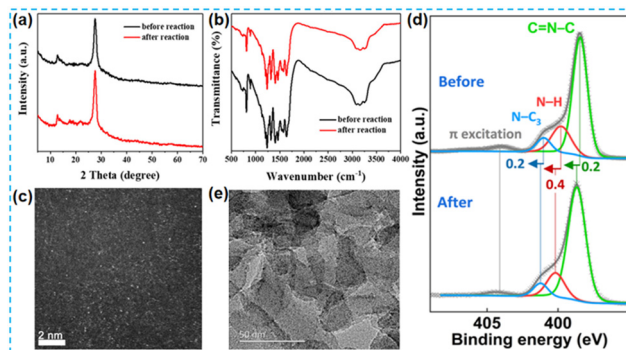 (a)
before reaction
after reaction
Intensity (a.u.)
0 10 20 30 40 50 60 70
2 Theta (degree)
(b)
Transmittance (%)
before reaction
after reaction
500 1000 1500 2000 2500 3000 3500 4000
Wavenumber (cm⁻¹)
(c)
2 nm
(e)
50 nm
(d)
C=N–C
Before
N–H
N–C₃
π excitation
0.2
0.4
0.2
After
Intensity (a.u.)
405 400
Binding energy (eV)